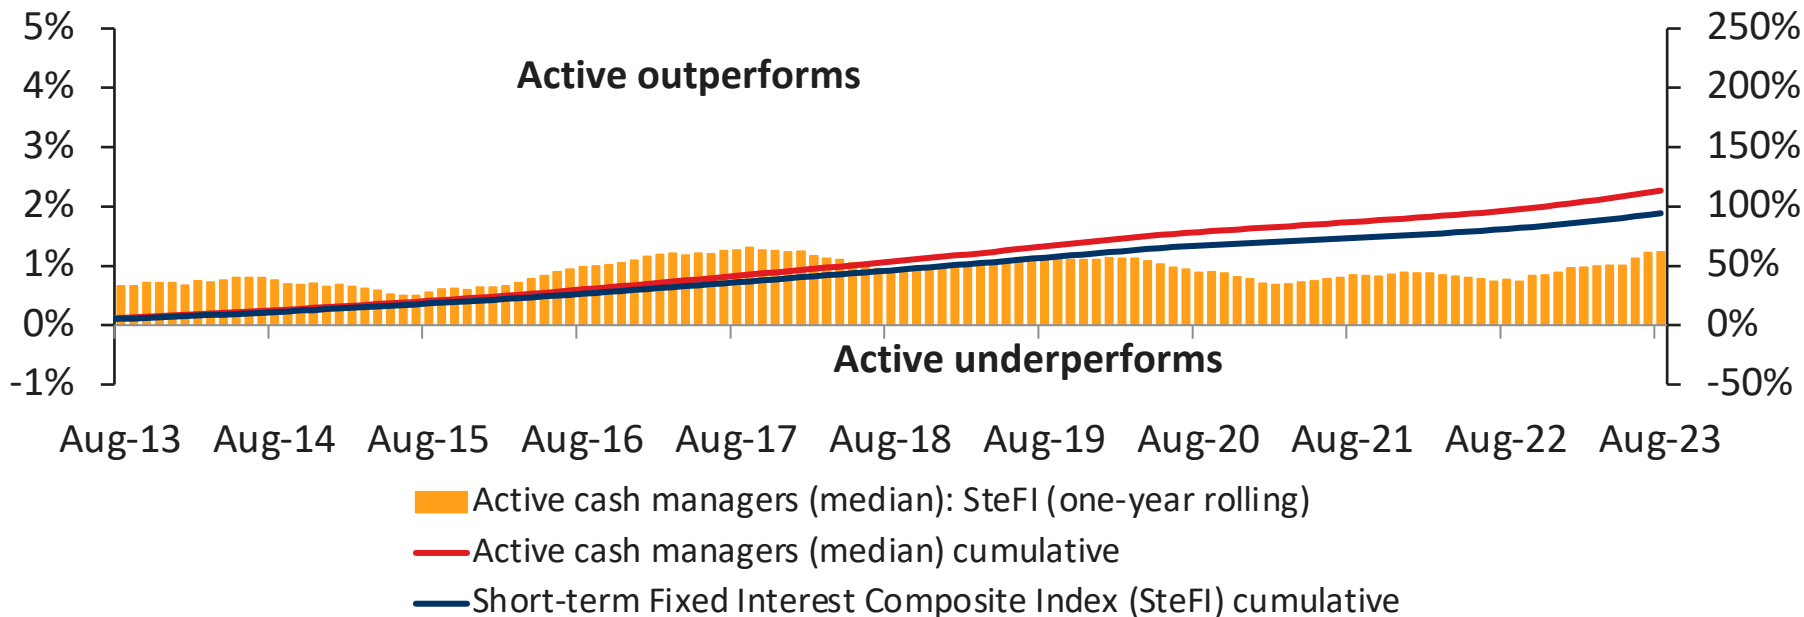 5% 250%
Active outperforms
4% 200%
3% 150%
2% 100%
1% 50%
0% 0%
Active underperforms
-1% -50%
Aug-13 Aug-14 Aug-15 Aug-16 Aug-17 Aug-18 Aug-19 Aug-20 Aug-21 Aug-22 Aug-23
Active cash managers (median): SteFI (one-year rolling)
Active cash managers (median) cumulative
Short-term Fixed Interest Composite Index (SteFI) cumulative